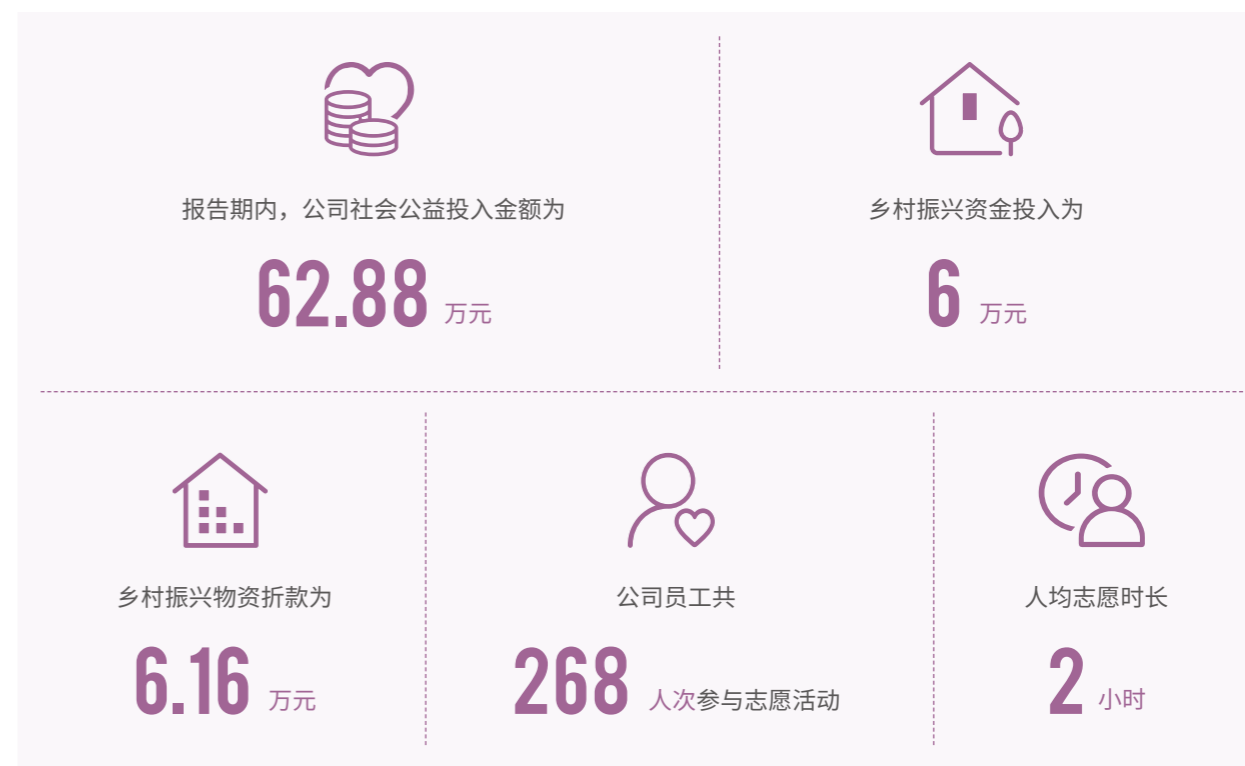 报告期内，公司社会公益投入金额为
62.88 万元
乡村振兴资金投入为
6 万元
乡村振兴物资折款为
6.16 万元
公司员工共
268 人次参与志愿活动
人均志愿时长
2 小时